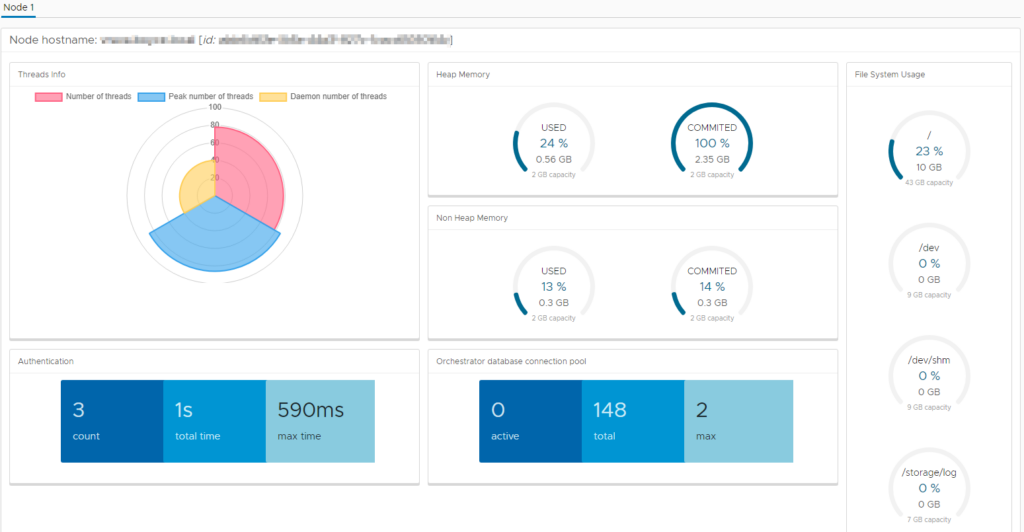 Node 1
Node hostname: [id: ]
Threads Info
Number of threads Peak number of threads Daemon number of threads
100
80
60
40
20
Heap Memory
USED
24 %
0.56 GB
2 GB capacity
COMMITED
100 %
2.35 GB
2 GB capacity
Non Heap Memory
USED
13 %
0.3 GB
2 GB capacity
COMMITED
14 %
0.3 GB
2 GB capacity
File System Usage
/
23 %
10 GB
43 GB capacity
/dev
0 %
0 GB
9 GB capacity
/dev/shm
0 %
0 GB
9 GB capacity
/storage/log
0 %
0 GB
7 GB capacity
Authentication
3
count
1s
total time
590ms
max time
Orchestrator database connection pool
0
active
148
total
2
max